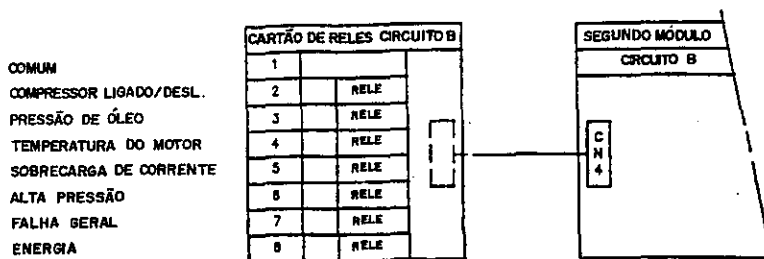 CARTÃO DE RELES CIRCUITO B
SEGUNDO MÓDULO
CIRCUITO B
COMUM 1
COMPRESSOR LIGADO/DESL. 2 RELE
PRESSÃO DE ÓLEO 3 RELE
TEMPERATURA DO MOTOR 4 RELE
SOBRECARGA DE CORRENTE 5 RELE
ALTA PRESSÃO 6 RELE
FALHA GERAL 7 RELE
ENERGIA 8 RELE
C
N
4